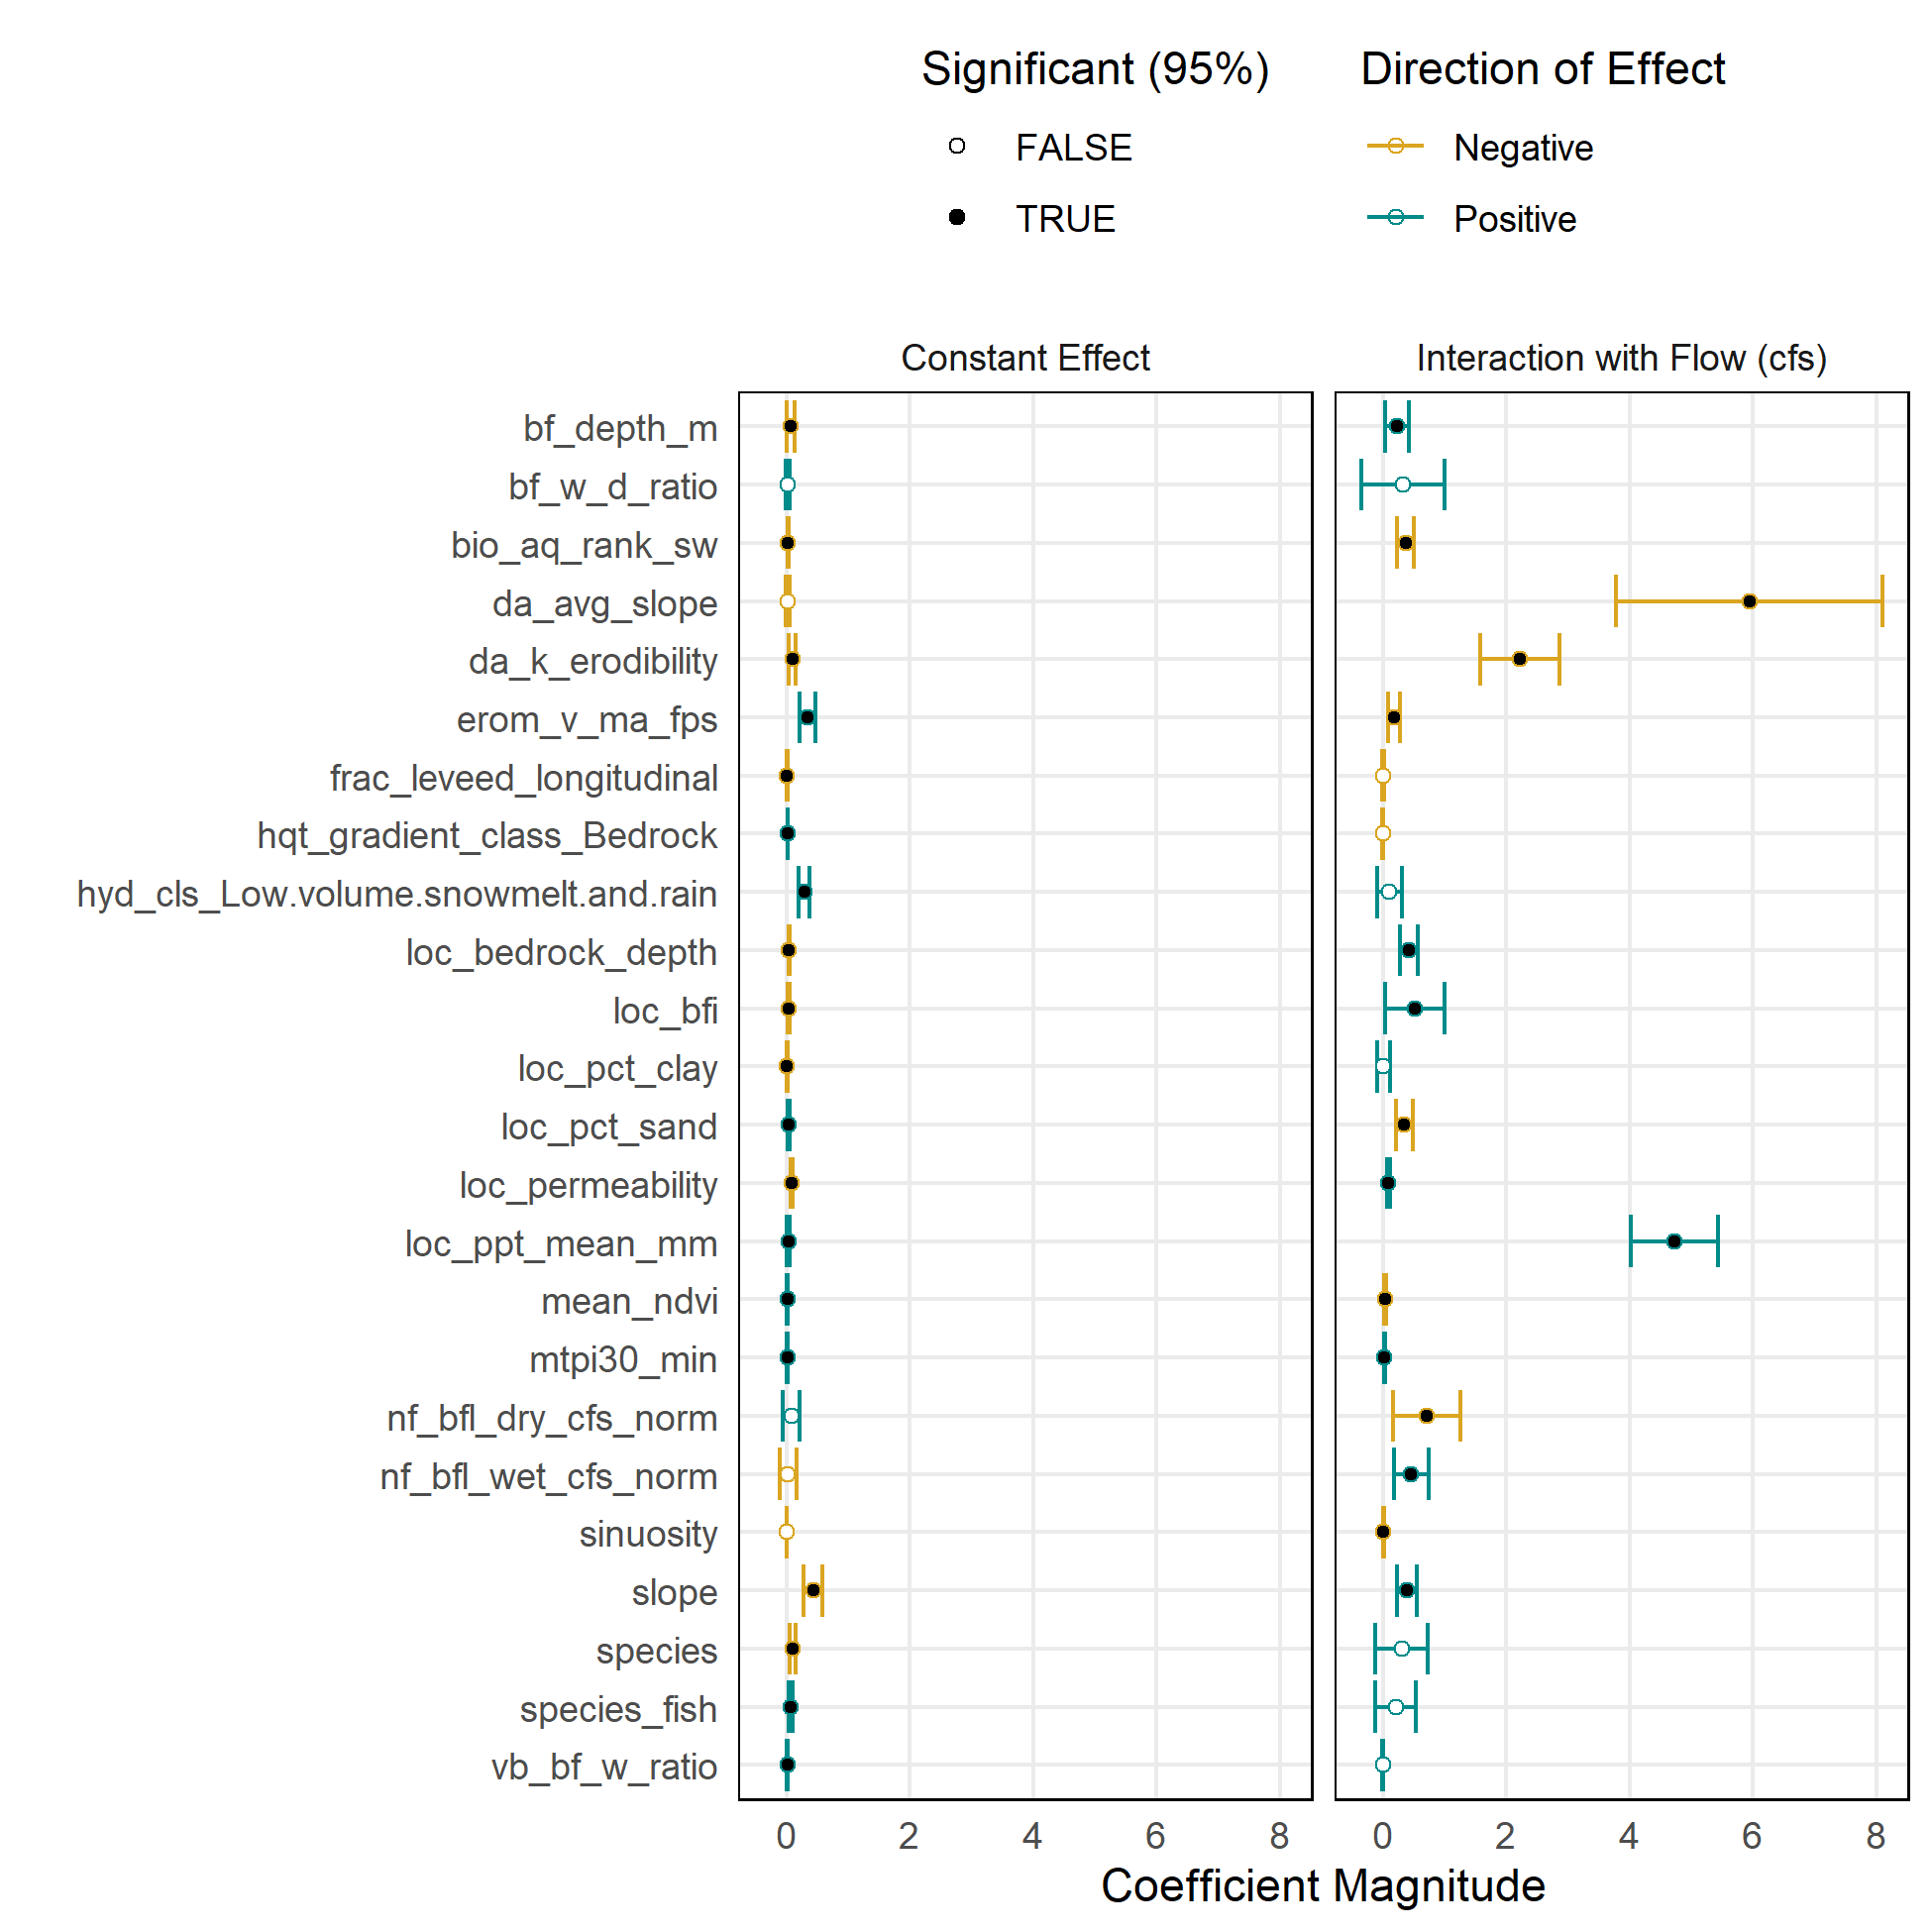 Significant (95%)
FALSE
TRUE
Direction of Effect
Negative
Positive
Constant Effect
Interaction with Flow (cfs)
bf_depth_m
bf_w_d_ratio
bio_aq_rank_sw
da_avg_slope
da_k_erodibility
erom_v_ma_fps
frac_leveed_longitudinal
hqt_gradient_class_Bedrock
hyd_cls_Low.volume.snowmelt.and.rain
loc_bedrock_depth
loc_bfi
loc_pct_clay
loc_pct_sand
loc_permeability
loc_ppt_mean_mm
mean_ndvi
mtpi30_min
nf_bfl_dry_cfs_norm
nf_bfl_wet_cfs_norm
sinuosity
slope
species
species_fish
vb_bf_w_ratio
0 2 4 6 8
0 2 4 6 8
Coefficient Magnitude